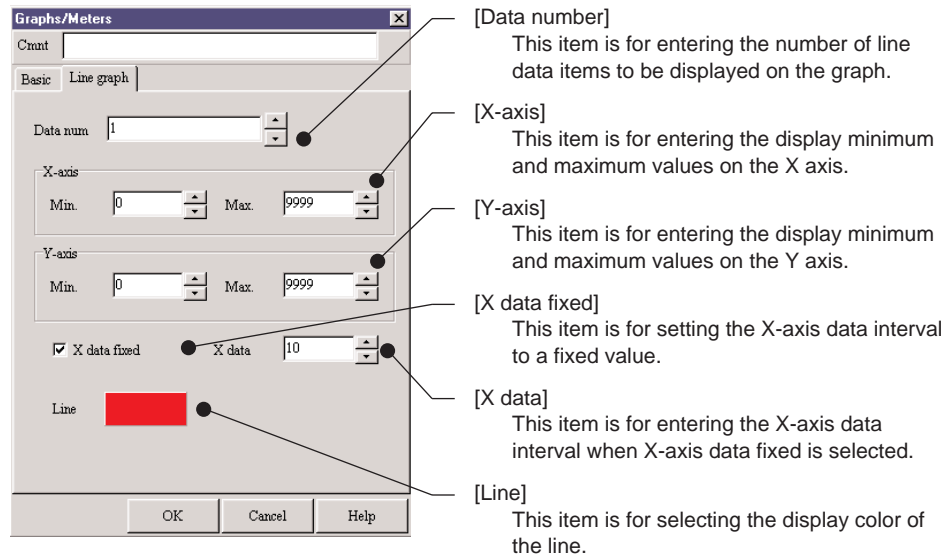 Graphs/Meters
Cmnt
Basic Line graph
Data num 1
X-axis
Min. 0 Max. 9999
Y-axis
Min. 0 Max. 9999
X data fixed X data 10
Line
OK Cancel Help
[Data number]
This item is for entering the number of line
data items to be displayed on the graph.
[X-axis]
This item is for entering the display minimum
and maximum values on the X axis.
[Y-axis]
This item is for entering the display minimum
and maximum values on the Y axis.
[X data fixed]
This item is for setting the X-axis data interval
to a fixed value.
[X data]
This item is for entering the X-axis data
interval when X-axis data fixed is selected.
[Line]
This item is for selecting the display color of
the line.